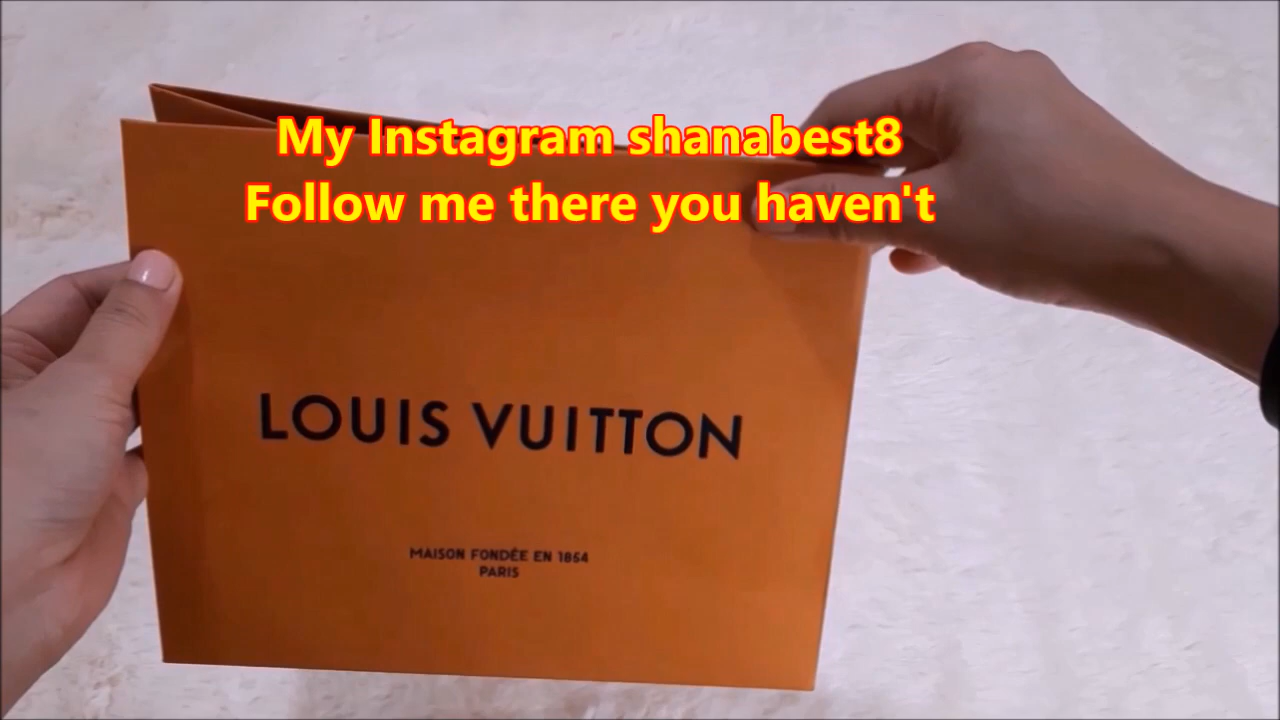 My Instagram shanabest8
Follow me there you haven't
LOUIS VUITTON
MAISON FONDÉE EN 1854
PARIS